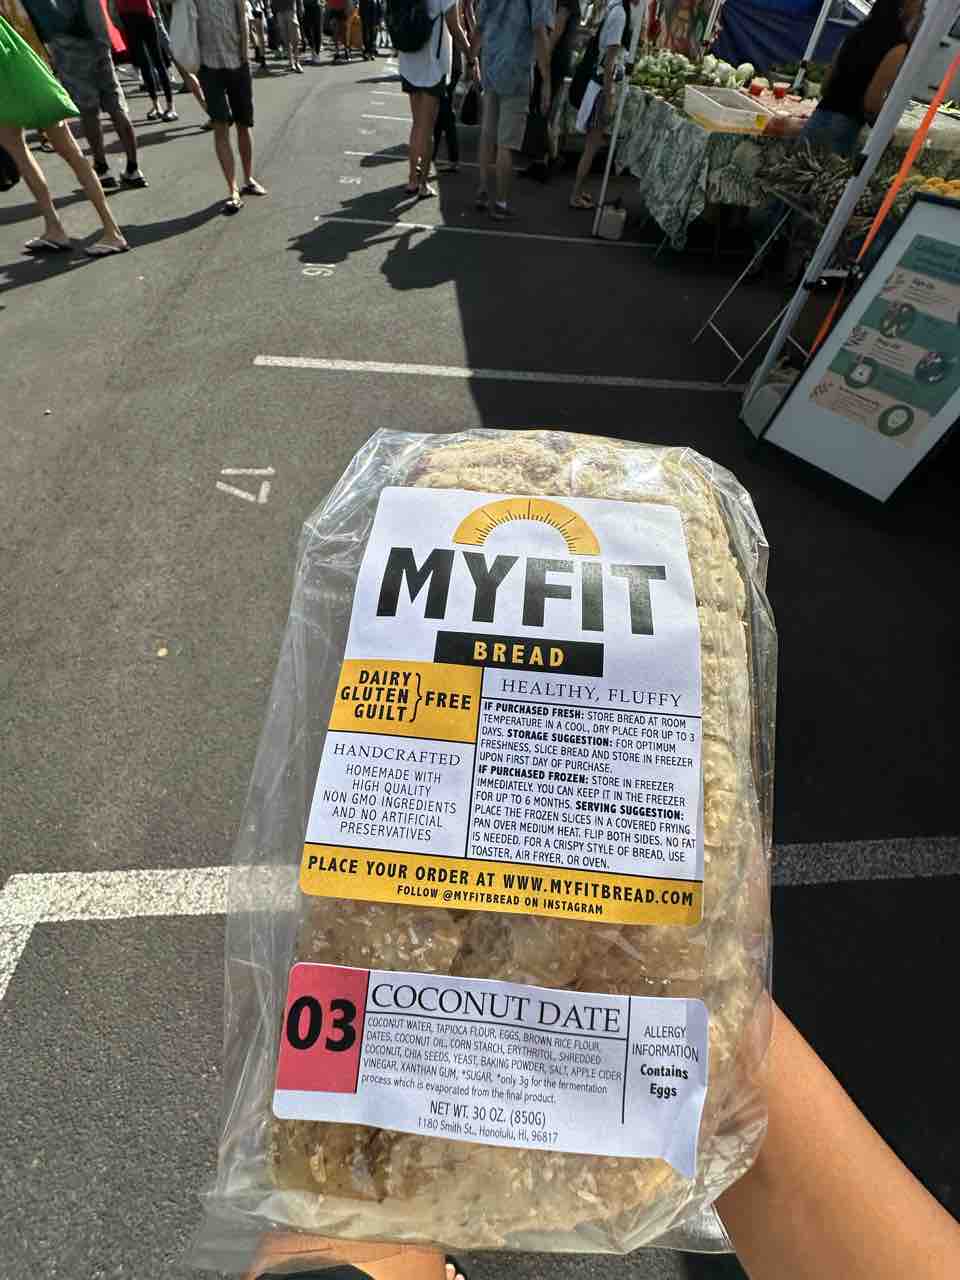 16
17
MYFIT
BREAD
DAIRY
GLUTEN
GUILT
FREE
HANDCRAFTED
HOMEMADE WITH
HIGH QUALITY
NON GMO INGREDIENTS
AND NO ARTIFICIAL
PRESERVATIVES
HEALTHY, FLUFFY
IF PURCHASED FRESH: STORE BREAD AT ROOM
TEMPERATURE IN A COOL, DRY PLACE FOR UP TO 3
DAYS. STORAGE SUGGESTION: FOR OPTIMUM
FRESHNESS, SLICE BREAD AND STORE IN FREEZER
UPON FIRST DAY OF PURCHASE.
IF PURCHASED FROZEN: STORE IN FREEZER
IMMEDIATELY. YOU CAN KEEP IT IN THE FREEZER
FOR UP TO 6 MONTHS. SERVING SUGGESTION:
PLACE THE FROZEN SLICES IN A COVERED FRYING
PAN OVER MEDIUM HEAT. FLIP BOTH SIDES. NO FAT
IS NEEDED. FOR A CRISPY STYLE OF BREAD, USE
TOASTER, AIR FRYER, OR OVEN.
PLACE YOUR ORDER AT WWW.MYFITBREAD.COM
FOLLOW @MYFITBREAD ON INSTAGRAM
03
COCONUT DATE
COCONUT WATER, TAPIOCA FLOUR, EGGS, BROWN RICE FLOUR,
DATES, COCONUT OIL, CORN STARCH, ERYTHRITOL, SHREDDED
COCONUT, CHIA SEEDS, YEAST, BAKING POWDER, SALT, APPLE CIDER
VINEGAR, XANTHAN GUM, *SUGAR. *only 3g for the fermentation
process which is evaporated from the final product.
NET WT. 30 OZ. (850G)
1180 Smith St., Honolulu, HI, 96817
ALLERGY
INFORMATION
Contains
Eggs